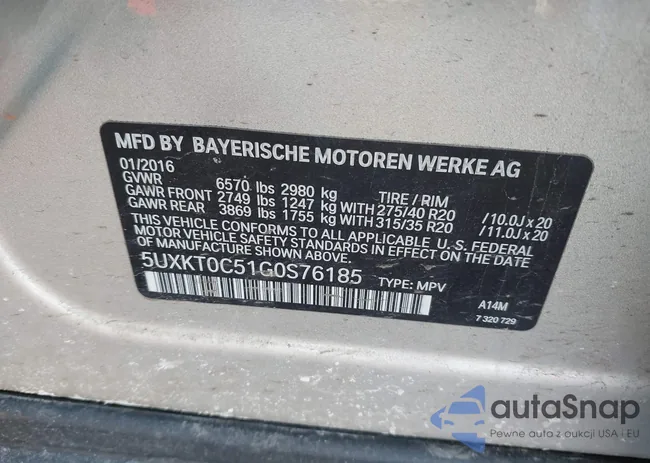 MFD BY BAYERISCHE MOTOREN WERKE AG
01/2016
GVWR 6570 lbs 2980 kg TIRE / RIM
GAWR FRONT 2749 lbs 1247 kg WITH 275/40 R20 /10.0J x 20
GAWR REAR 3869 lbs 1755 kg WITH 315/35 R20 /11.0J x 20
THIS VEHICLE CONFORMS TO ALL APPLICABLE U.S. FEDERAL
MOTOR VEHICLE SAFETY STANDARDS IN EFFECT ON THE DATE
OF MANUFACTURE SHOWN ABOVE.
5UXKT0C51G0S76185 TYPE: MPV
A14M
7 320 729
autaSnap
Pewne auta z aukcji USA i EU